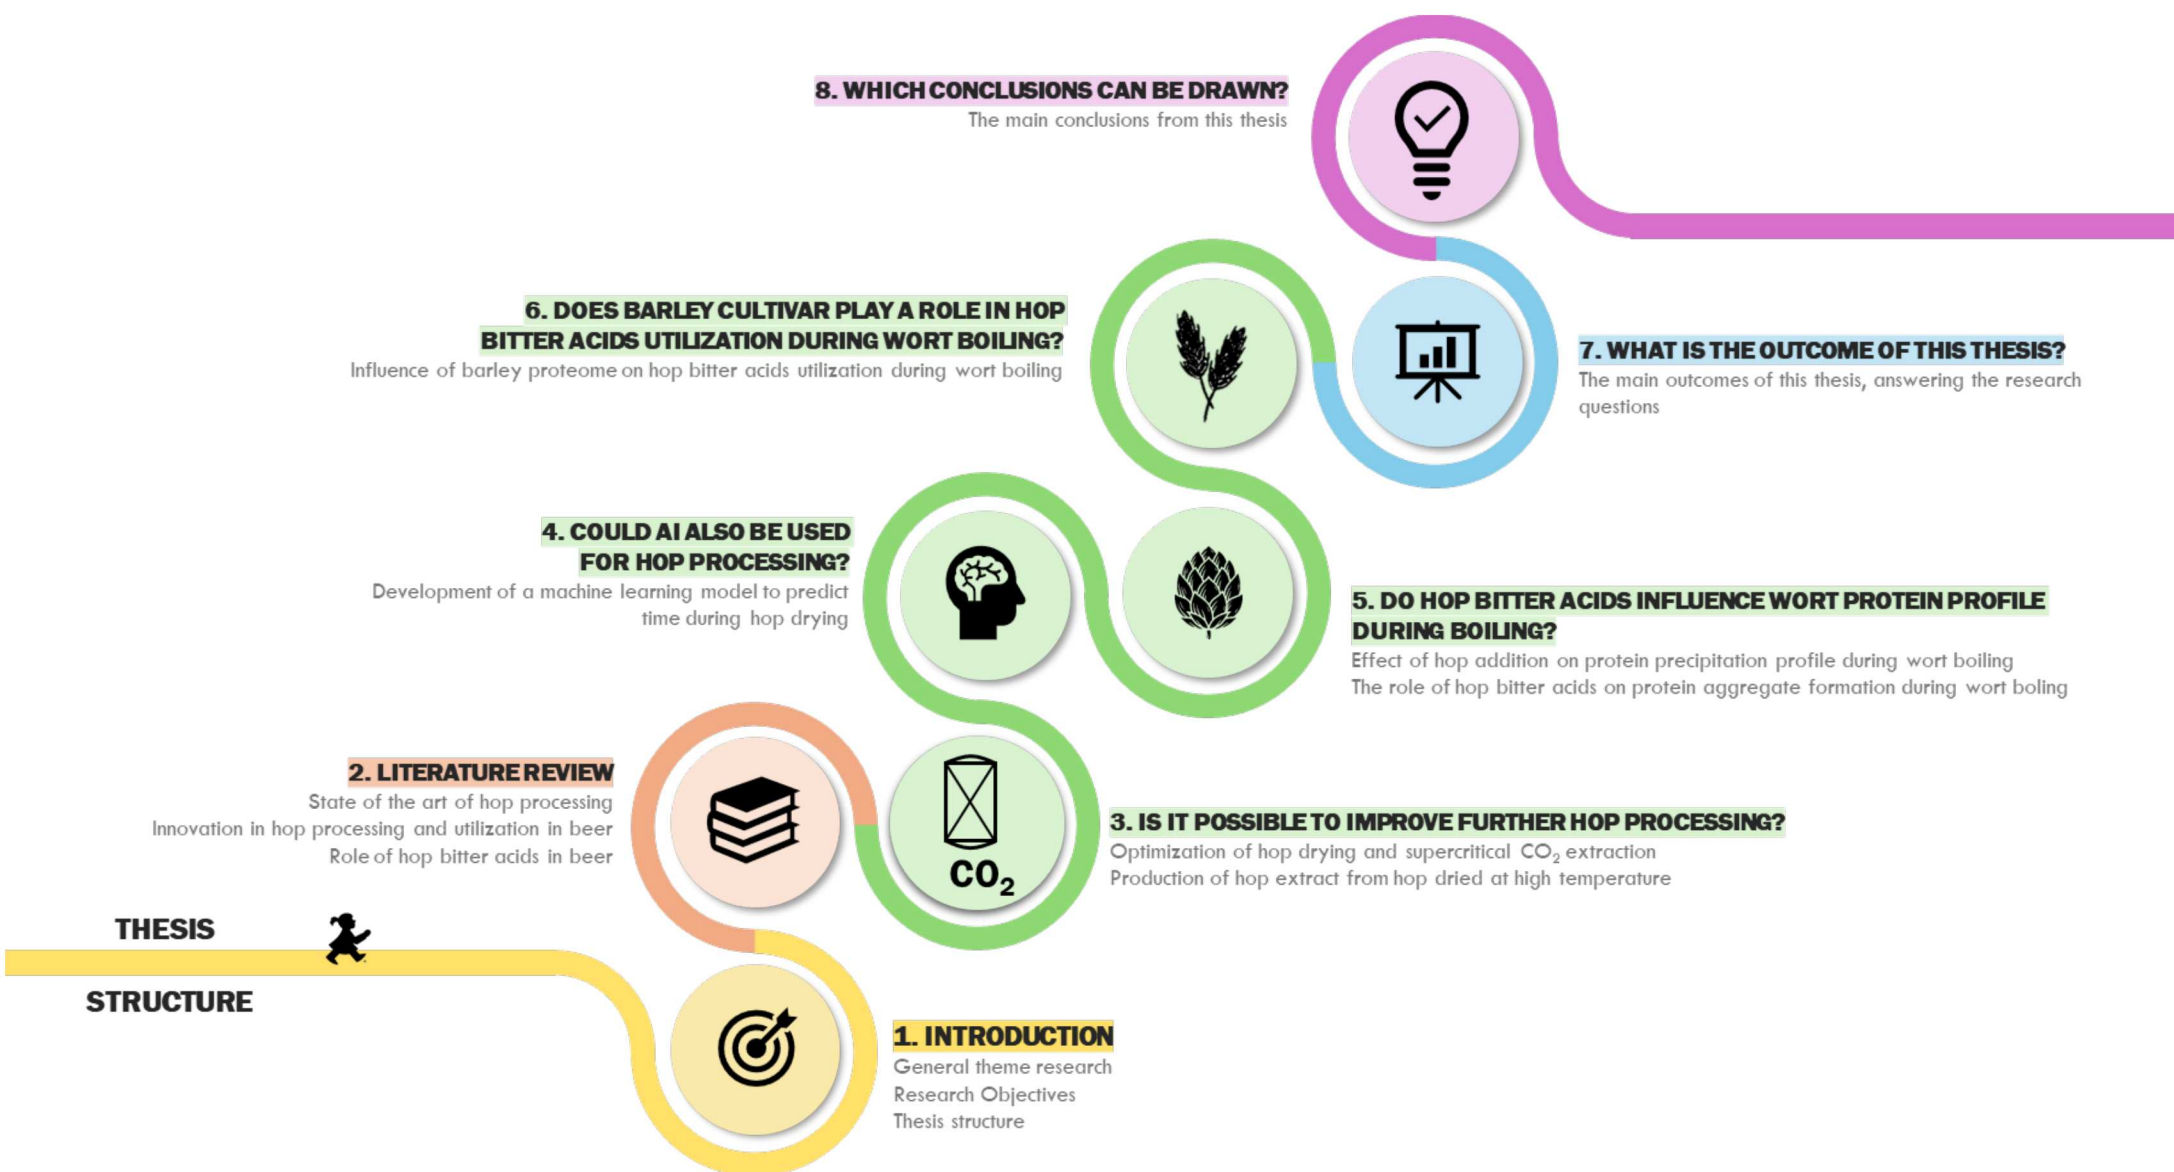 8. WHICH CONCLUSIONS CAN BE DRAWN?
The main conclusions from this thesis
6. DOES BARLEY CULTIVAR PLAY A ROLE IN HOP
BITTER ACIDS UTILIZATION DURING WORT BOILING?
Influence of barley proteome on hop bitter acids utilization during wort boiling
7. WHAT IS THE OUTCOME OF THIS THESIS?
The main outcomes of this thesis, answering the research
questions
4. COULD AI ALSO BE USED
FOR HOP PROCESSING?
Development of a machine learning model to predict
time during hop drying
5. DO HOP BITTER ACIDS INFLUENCE WORT PROTEIN PROFILE
DURING BOILING?
Effect of hop addition on protein precipitation profile during wort boiling
The role of hop bitter acids on protein aggregate formation during wort boling
2. LITERATURE REVIEW
State of the art of hop processing
Innovation in hop processing and utilization in beer
Role of hop bitter acids in beer
CO₂
3. IS IT POSSIBLE TO IMPROVE FURTHER HOP PROCESSING?
Optimization of hop drying and supercritical CO₂ extraction
Production of hop extract from hop dried at high temperature
THESIS
STRUCTURE
1. INTRODUCTION
General theme research
Research Objectives
Thesis structure